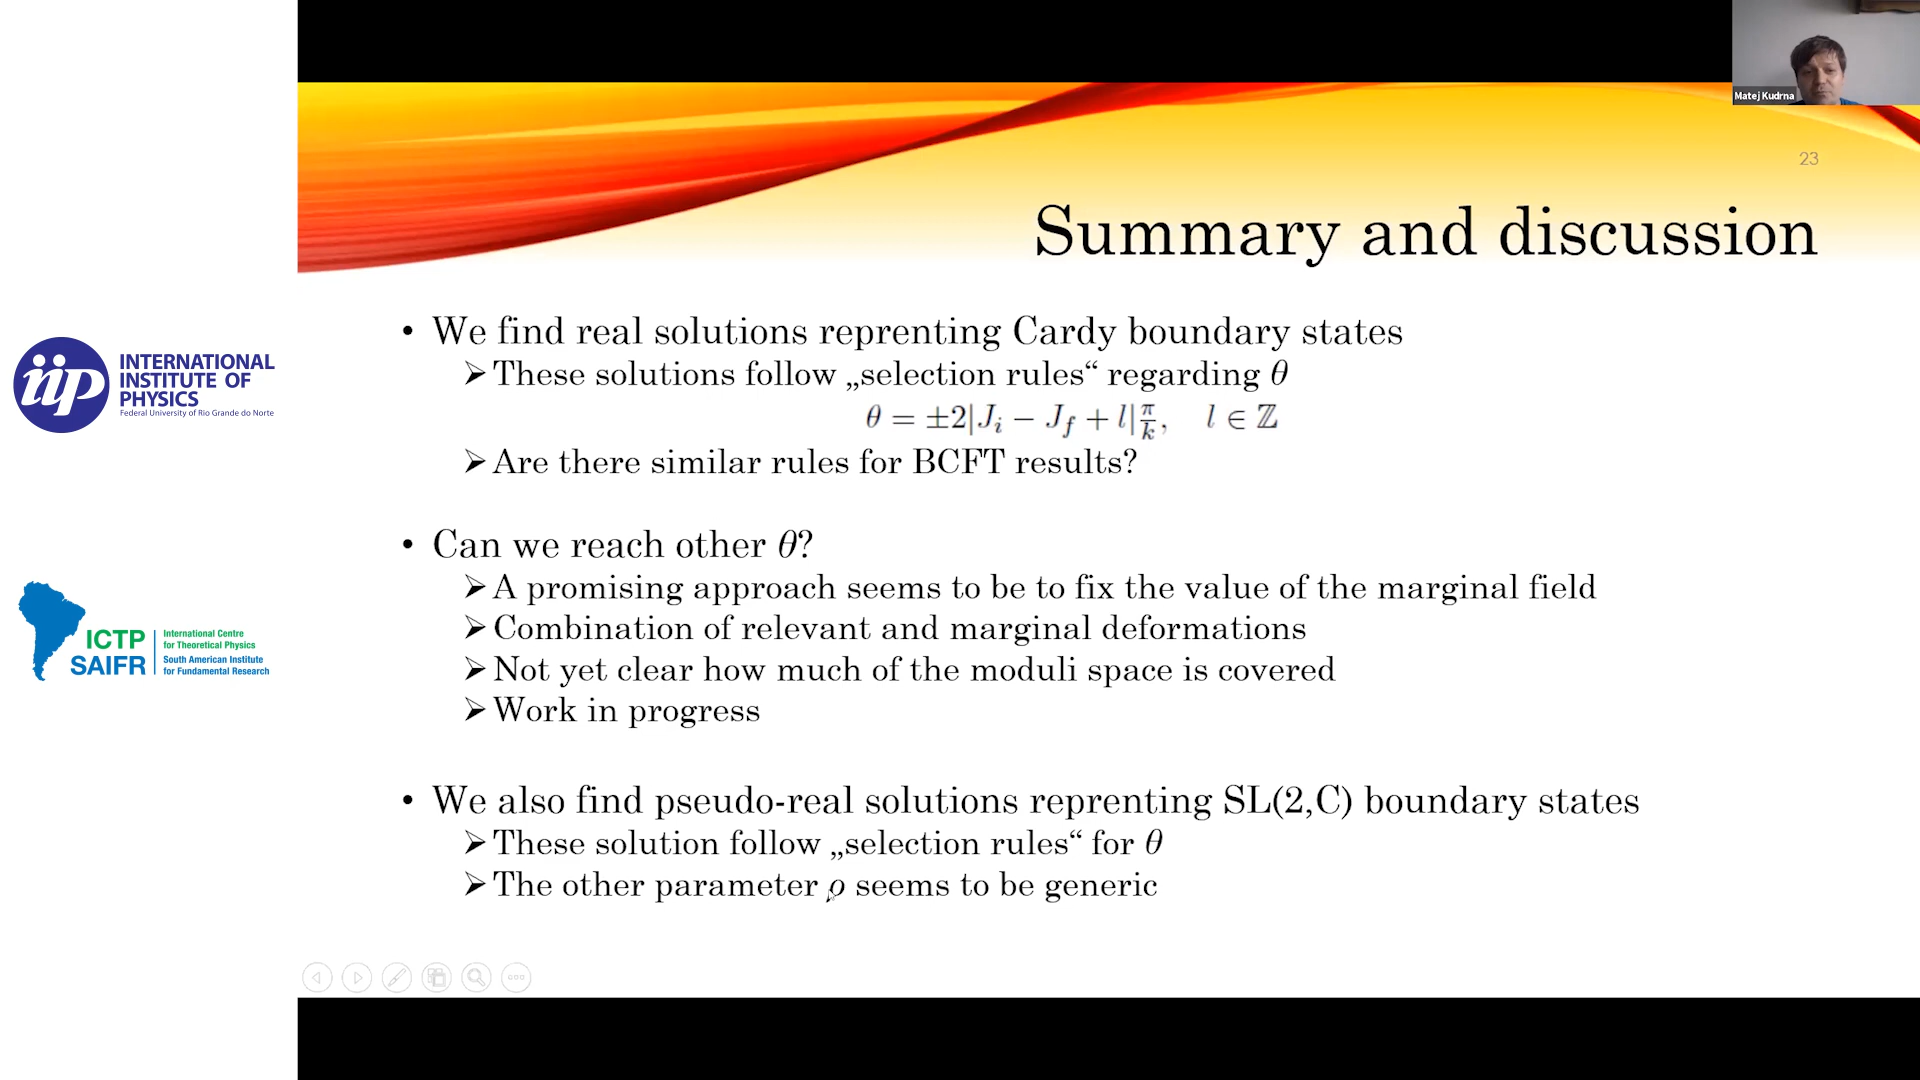 Matej Kudrna
23
Summary and discussion
• We find real solutions reprenting Cardy boundary states
➢ These solutions follow „selection rules“ regarding θ
θ = ±2|J_i − J_f + l|π/k, l ∈ ℤ
➢ Are there similar rules for BCFT results?
• Can we reach other θ?
➢ A promising approach seems to be to fix the value of the marginal field
➢ Combination of relevant and marginal deformations
➢ Not yet clear how much of the moduli space is covered
➢ Work in progress
• We also find pseudo-real solutions reprenting SL(2,C) boundary states
➢ These solution follow „selection rules“ for θ
➢ The other parameter ρ seems to be generic
iip
INTERNATIONAL
INSTITUTE OF
PHYSICS
Federal University of Rio Grande do Norte
ICTP
SAIFR
International Centre
for Theoretical Physics
South American Institute
for Fundamental Research